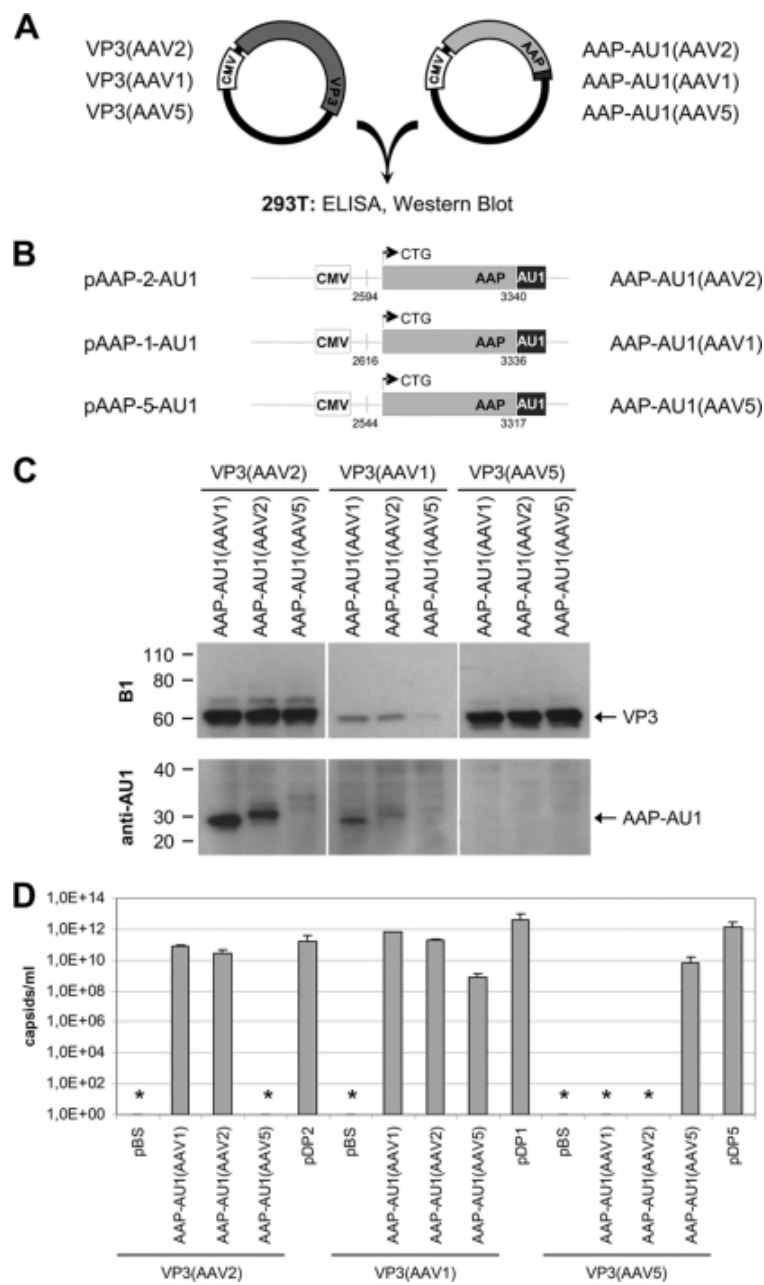 A
VP3(AAV2)
VP3(AAV1)
VP3(AAV5)
CMV
VP3
CMV
AAP
AAP-AU1(AAV2)
AAP-AU1(AAV1)
AAP-AU1(AAV5)
293T: ELISA, Western Blot
B
pAAP-2-AU1
CMV
2594
CTG
AAP
AU1
3340
AAP-AU1(AAV2)
pAAP-1-AU1
CMV
2616
CTG
AAP
AU1
3336
AAP-AU1(AAV1)
pAAP-5-AU1
CMV
2544
CTG
AAP
AU1
3317
AAP-AU1(AAV5)
C
VP3(AAV2)
VP3(AAV1)
VP3(AAV5)
AAP-AU1(AAV1)
AAP-AU1(AAV2)
AAP-AU1(AAV5)
AAP-AU1(AAV1)
AAP-AU1(AAV2)
AAP-AU1(AAV5)
AAP-AU1(AAV1)
AAP-AU1(AAV2)
AAP-AU1(AAV5)
B1
110
80
60
VP3
anti-AU1
40
30
20
AAP-AU1
D
capsids/ml
1,0E+14
1,0E+12
1,0E+10
1,0E+08
1,0E+06
1,0E+04
1,0E+02
1,0E+00
* * * * * *
pBS
AAP-AU1(AAV1)
AAP-AU1(AAV2)
AAP-AU1(AAV5)
pDP2
pBS
AAP-AU1(AAV1)
AAP-AU1(AAV2)
AAP-AU1(AAV5)
pDP1
pBS
AAP-AU1(AAV1)
AAP-AU1(AAV2)
AAP-AU1(AAV5)
pDP5
VP3(AAV2)
VP3(AAV1)
VP3(AAV5)